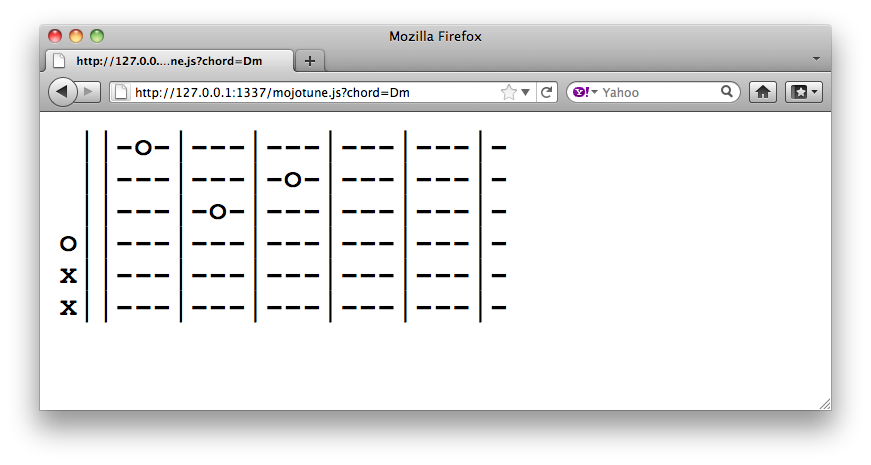 Mozilla Firefox
http://127.0.0....ne.js?chord=Dm
http://127.0.0.1:1337/mojotune.js?chord=Dm
Yahoo
||-o-|---|---|---|---|-
||---|---|-o-|---|---|-
||---|-o-|---|---|---|-
o||---|---|---|---|---|-
x||---|---|---|---|---|-
x||---|---|---|---|---|-